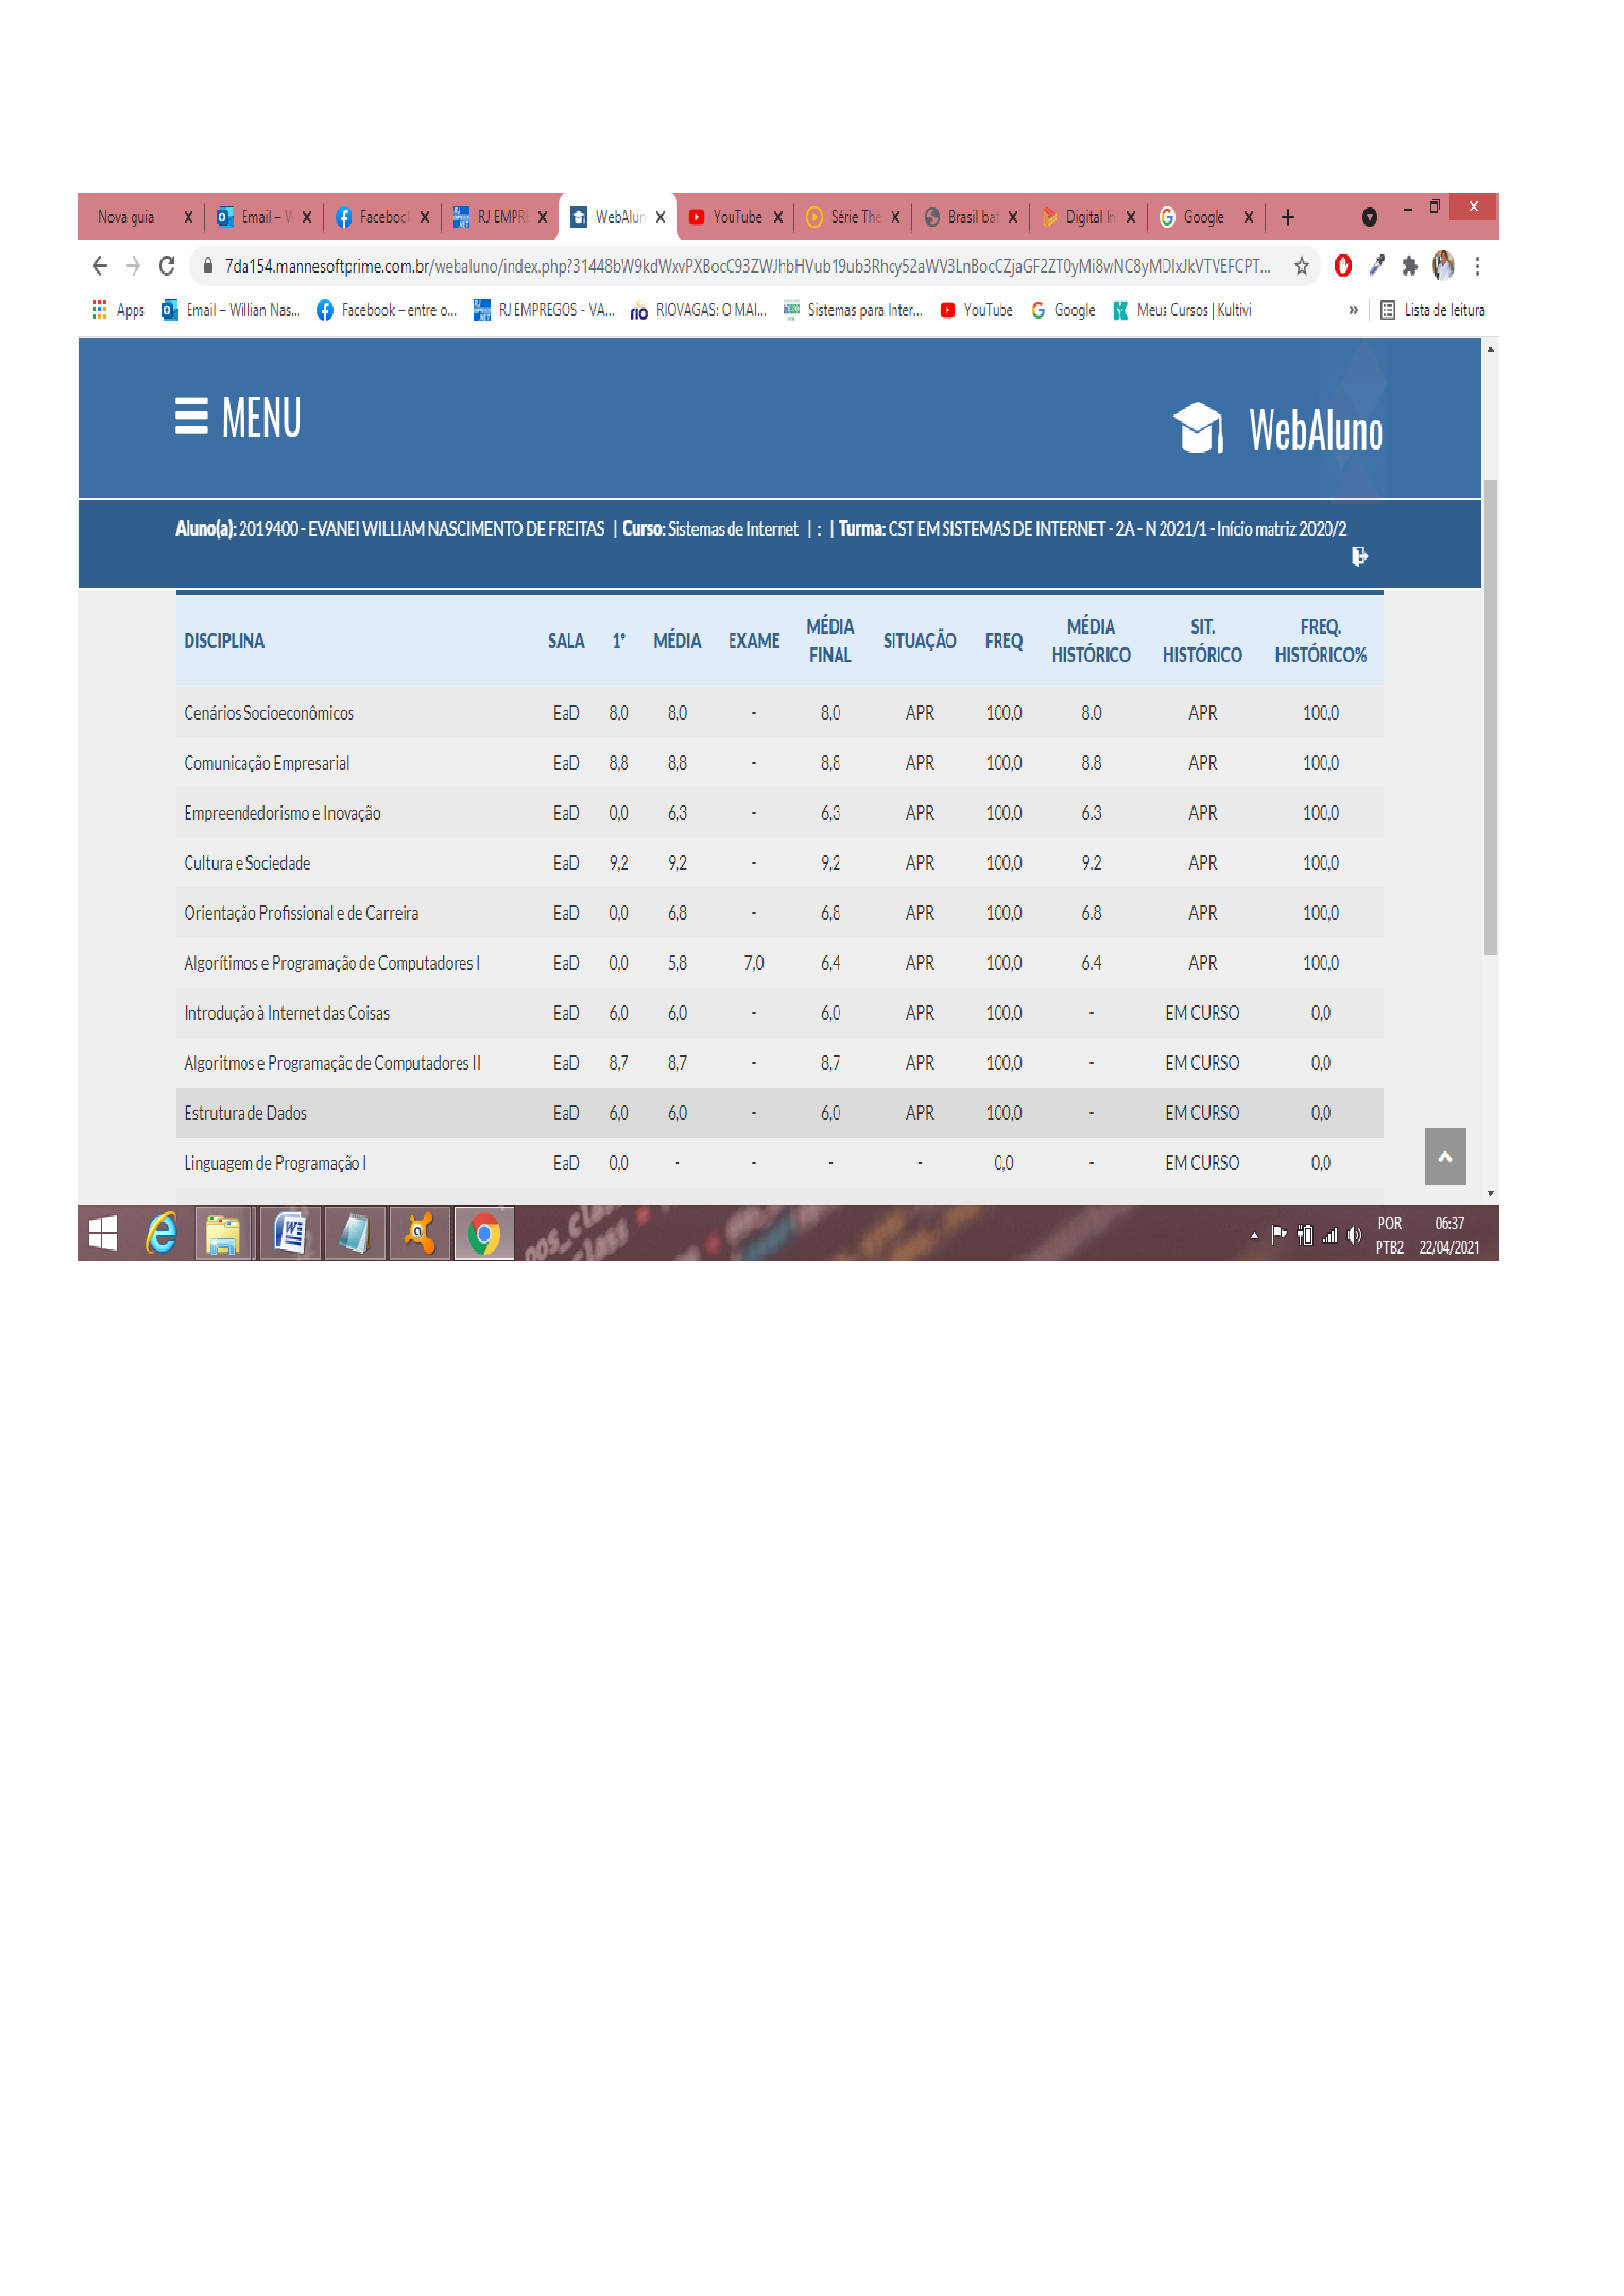 Nova guia Email – W Facebook RJ EMPRE WebAlun YouTube Série The Brasil bat Digital In Google
7da154.mannesoftprime.com.br/webaluno/index.php?31448bW9kdWxvPXBocC93ZWJhbHVub19ub3Rhcy52aWV3LnBocCZjaGF2ZT0yMi8wNC8yMDIxJkVTVEFCPT...
Apps Email – Willian Nas... Facebook – entre o... RJ EMPREGOS - VA... RIOVAGAS: O MAI... Sistemas para Inter... YouTube Google Meus Cursos | Kultivi » Lista de leitura
MENU WebAluno
Aluno(a): 2019400 - EVANEI WILLIAM NASCIMENTO DE FREITAS | Curso: Sistemas de Internet | : | Turma: CST EM SISTEMAS DE INTERNET - 2A - N 2021/1 - Início matriz 2020/2
DISCIPLINA SALA 1º MÉDIA EXAME MÉDIA FINAL SITUAÇÃO FREQ MÉDIA HISTÓRICO SIT. HISTÓRICO FREQ. HISTÓRICO%
Cenários Socioeconômicos EaD 8,0 8,0 - 8,0 APR 100,0 8.0 APR 100,0
Comunicação Empresarial EaD 8,8 8,8 - 8,8 APR 100,0 8.8 APR 100,0
Empreendedorismo e Inovação EaD 0,0 6,3 - 6,3 APR 100,0 6.3 APR 100,0
Cultura e Sociedade EaD 9,2 9,2 - 9,2 APR 100,0 9.2 APR 100,0
Orientação Profissional e de Carreira EaD 0,0 6,8 - 6,8 APR 100,0 6.8 APR 100,0
Algorítimos e Programação de Computadores I EaD 0,0 5,8 7,0 6,4 APR 100,0 6.4 APR 100,0
Introdução à Internet das Coisas EaD 6,0 6,0 - 6,0 APR 100,0 - EM CURSO 0,0
Algoritmos e Programação de Computadores II EaD 8,7 8,7 - 8,7 APR 100,0 - EM CURSO 0,0
Estrutura de Dados EaD 6,0 6,0 - 6,0 APR 100,0 - EM CURSO 0,0
Linguagem de Programação I EaD 0,0 - - - - 0,0 - EM CURSO 0,0
POR 06:37
PTB2 22/04/2021